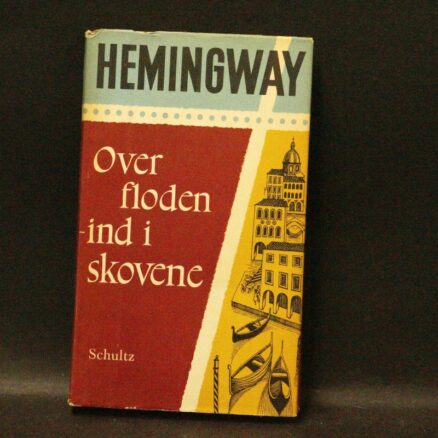 HEMINGWAY
Over
floden
-ind i
skovene
Schultz